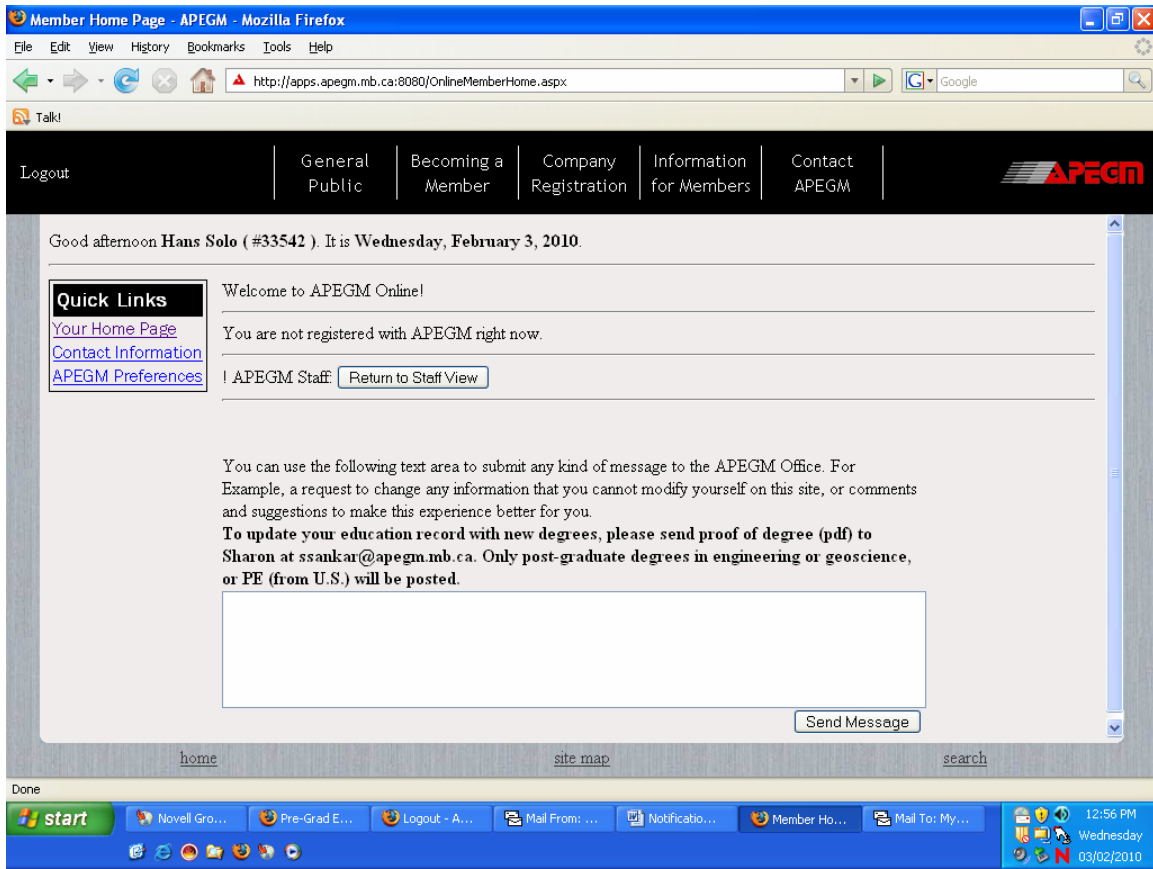 Member Home Page - APEGM - Mozilla Firefox
File Edit View History Bookmarks Tools Help
http://apps.apegm.mb.ca:8080/OnlineMemberHome.aspx
G Google
Talk!
Logout
General Public
Becoming a Member
Company Registration
Information for Members
Contact APEGM
APEGM
Good afternoon Hans Solo ( #33542 ). It is Wednesday, February 3, 2010.
Quick Links
Your Home Page
Contact Information
APEGM Preferences
Welcome to APEGM Online!
You are not registered with APEGM right now.
! APEGM Staff: Return to Staff View
You can use the following text area to submit any kind of message to the APEGM Office. For
Example, a request to change any information that you cannot modify yourself on this site, or comments
and suggestions to make this experience better for you.
To update your education record with new degrees, please send proof of degree (pdf) to
Sharon at ssankar@apegm.mb.ca. Only post-graduate degrees in engineering or geoscience,
or PE (from U.S.) will be posted.
Send Message
home site map search
Done
start Novell Gro... Pre-Grad E... Logout - A... Mail From: ... Notificatio... Member Ho... Mail To: My... 12:56 PM
Wednesday
N 03/02/2010